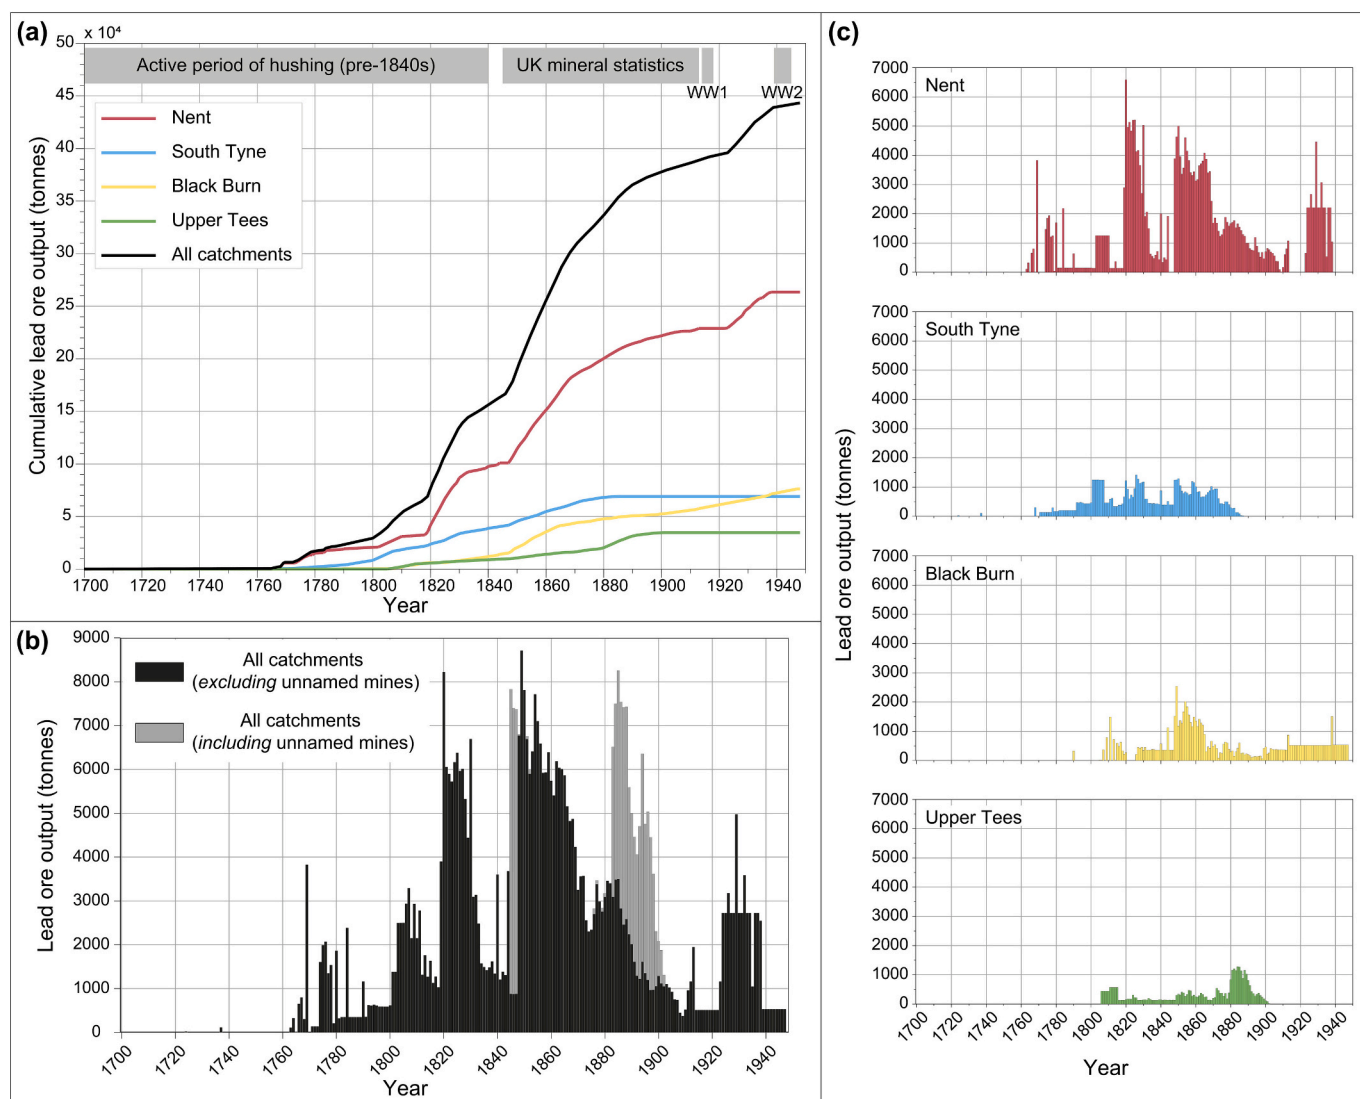 (a)
x 10⁴
50
45
40
35
30
25
20
15
10
5
0
Cumulative lead ore output (tonnes)
Active period of hushing (pre-1840s)
UK mineral statistics
WW1
WW2
Nent
South Tyne
Black Burn
Upper Tees
All catchments
1700 1720 1740 1760 1780 1800 1820 1840 1860 1880 1900 1920 1940
Year
(b)
9000
8000
7000
6000
5000
4000
3000
2000
1000
0
Lead ore output (tonnes)
All catchments
(excluding unnamed mines)
All catchments
(including unnamed mines)
1700 1720 1740 1760 1780 1800 1820 1840 1860 1880 1900 1920 1940
Year
(c)
Lead ore output (tonnes)
7000
6000
5000
4000
3000
2000
1000
0
Nent
7000
6000
5000
4000
3000
2000
1000
0
South Tyne
7000
6000
5000
4000
3000
2000
1000
0
Black Burn
7000
6000
5000
4000
3000
2000
1000
0
Upper Tees
1700 1720 1740 1760 1780 1800 1820 1840 1860 1880 1900 1920 1940
Year